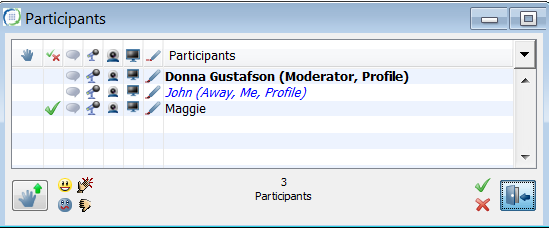 Participants
Participants
Donna Gustafson (Moderator, Profile)
John (Away, Me, Profile)
Maggie
3
Participants